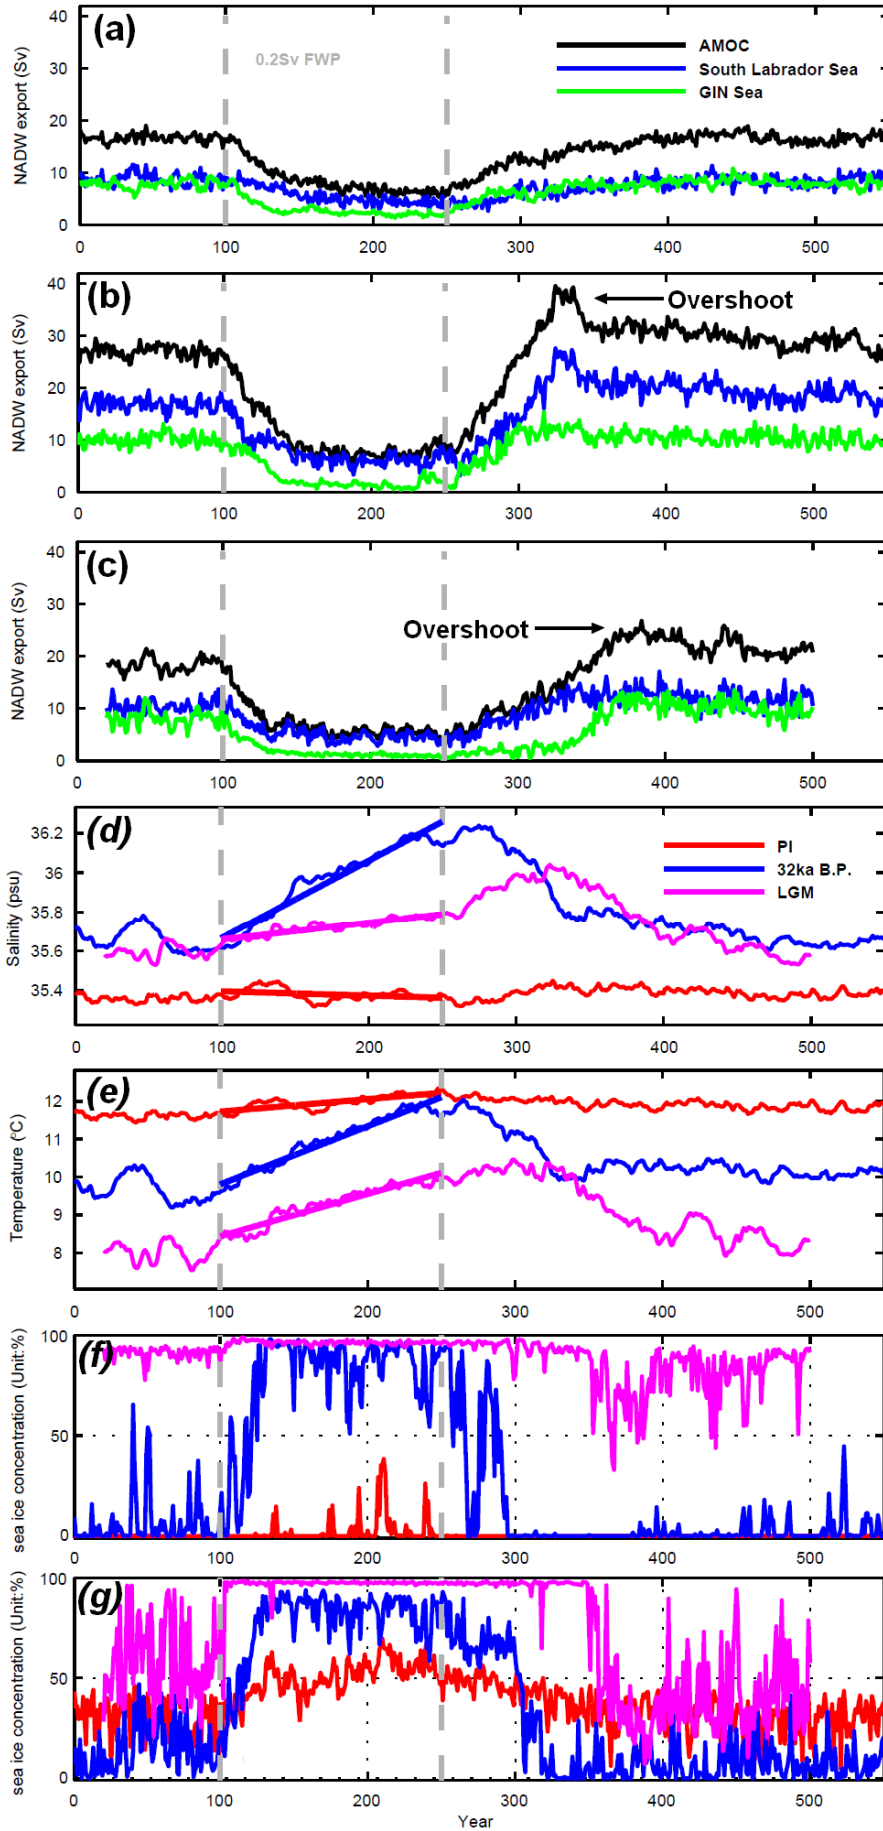 (a)
0.2Sv FWP
AMOC
South Labrador Sea
GIN Sea
NADW export (Sv)
40
30
20
10
0
0 100 200 300 400 500
(b)
Overshoot
NADW export (Sv)
40
30
20
10
0
0 100 200 300 400 500
(c)
Overshoot
NADW export (Sv)
40
30
20
10
0
0 100 200 300 400 500
(d)
PI
32ka B.P.
LGM
Salinity (psu)
36.2
36
35.8
35.6
35.4
0 100 200 300 400 500
(e)
Temperature (°C)
12
11
10
9
8
0 100 200 300 400 500
(f)
sea ice concentration (Unit:%)
100
50
0
0 100 200 300 400 500
(g)
sea ice concentration (Unit:%)
100
50
0
0 100 200 300 400 500
Year